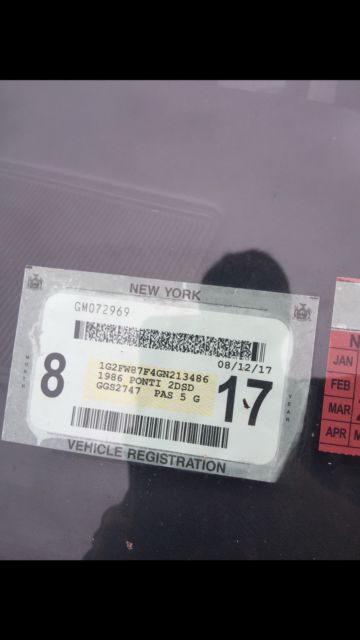 NEW YORK
GM072969
08/12/17
MONTH
8
1G2FW87F4GN213486
1986 PONTI 2DSD
GGS2747 PAS 5 G
17
YEAR
VEHICLE REGISTRATION
N
JAN
FEB
MAR
APR M